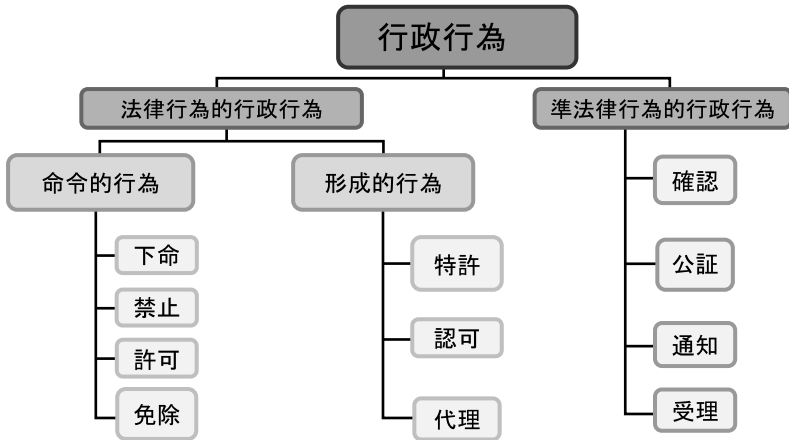 行政行為
法律行為的行政行為
準法律行為的行政行為
命令的行為
形成的行為
下命
禁止
許可
免除
特許
認可
代理
確認
公証
通知
受理